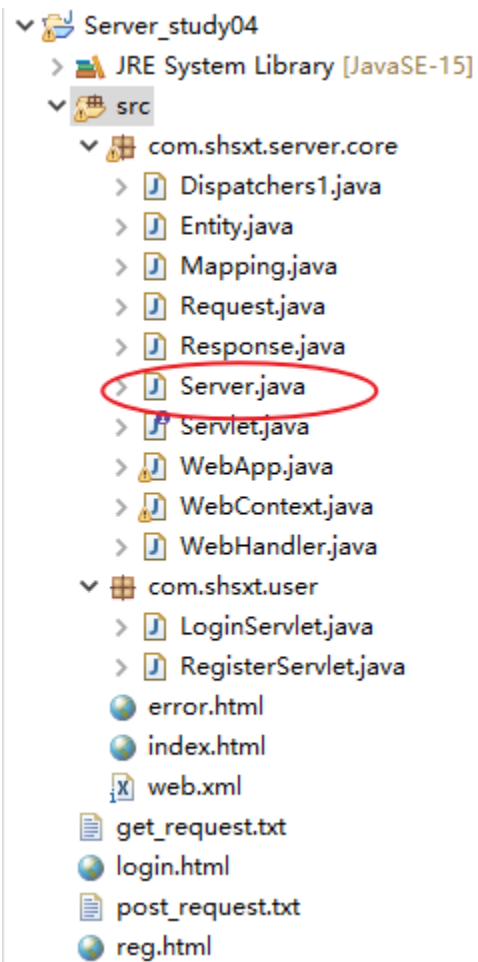 Server_study04
JRE System Library [JavaSE-15]
src
com.shsxt.server.core
Dispatchers1.java
Entity.java
Mapping.java
Request.java
Response.java
Server.java
Servlet.java
WebApp.java
WebContext.java
WebHandler.java
com.shsxt.user
LoginServlet.java
RegisterServlet.java
error.html
index.html
web.xml
get_request.txt
login.html
post_request.txt
reg.html